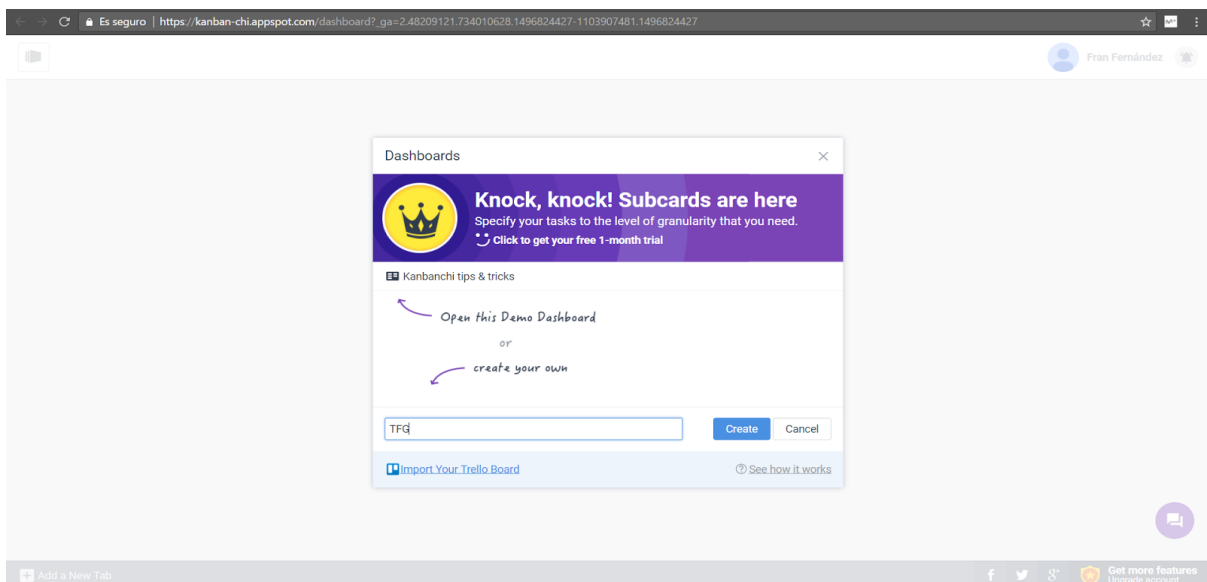 Es seguro | https://kanban-chi.appspot.com/dashboard?_ga=2.48209121.734010628.1496824427-1103907481.1496824427
Fran Fernández
Dashboards
Knock, knock! Subcards are here
Specify your tasks to the level of granularity that you need.
Click to get your free 1-month trial
Kanbanchi tips & tricks
Open this Demo Dashboard
or
create your own
TFG
Create Cancel
Import Your Trello Board
See how it works
Add a New Tab
Get more features
Upgrade account